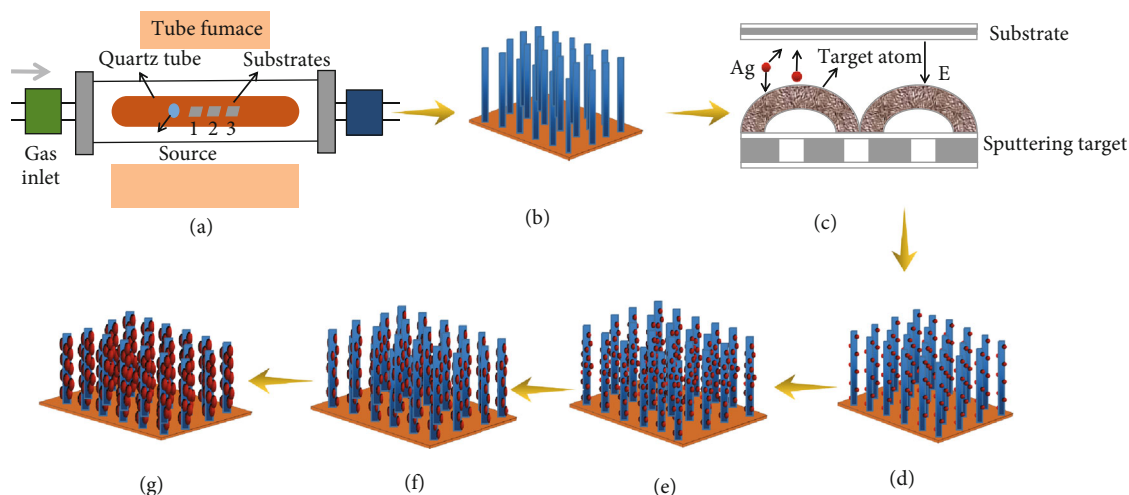 Tube fumace
Quartz tube
Substrates
1 2 3
Source
Gas
inlet
(a)
(b)
Substrate
Ag
Target atom
E
Sputtering target
(c)
(g)
(f)
(e)
(d)